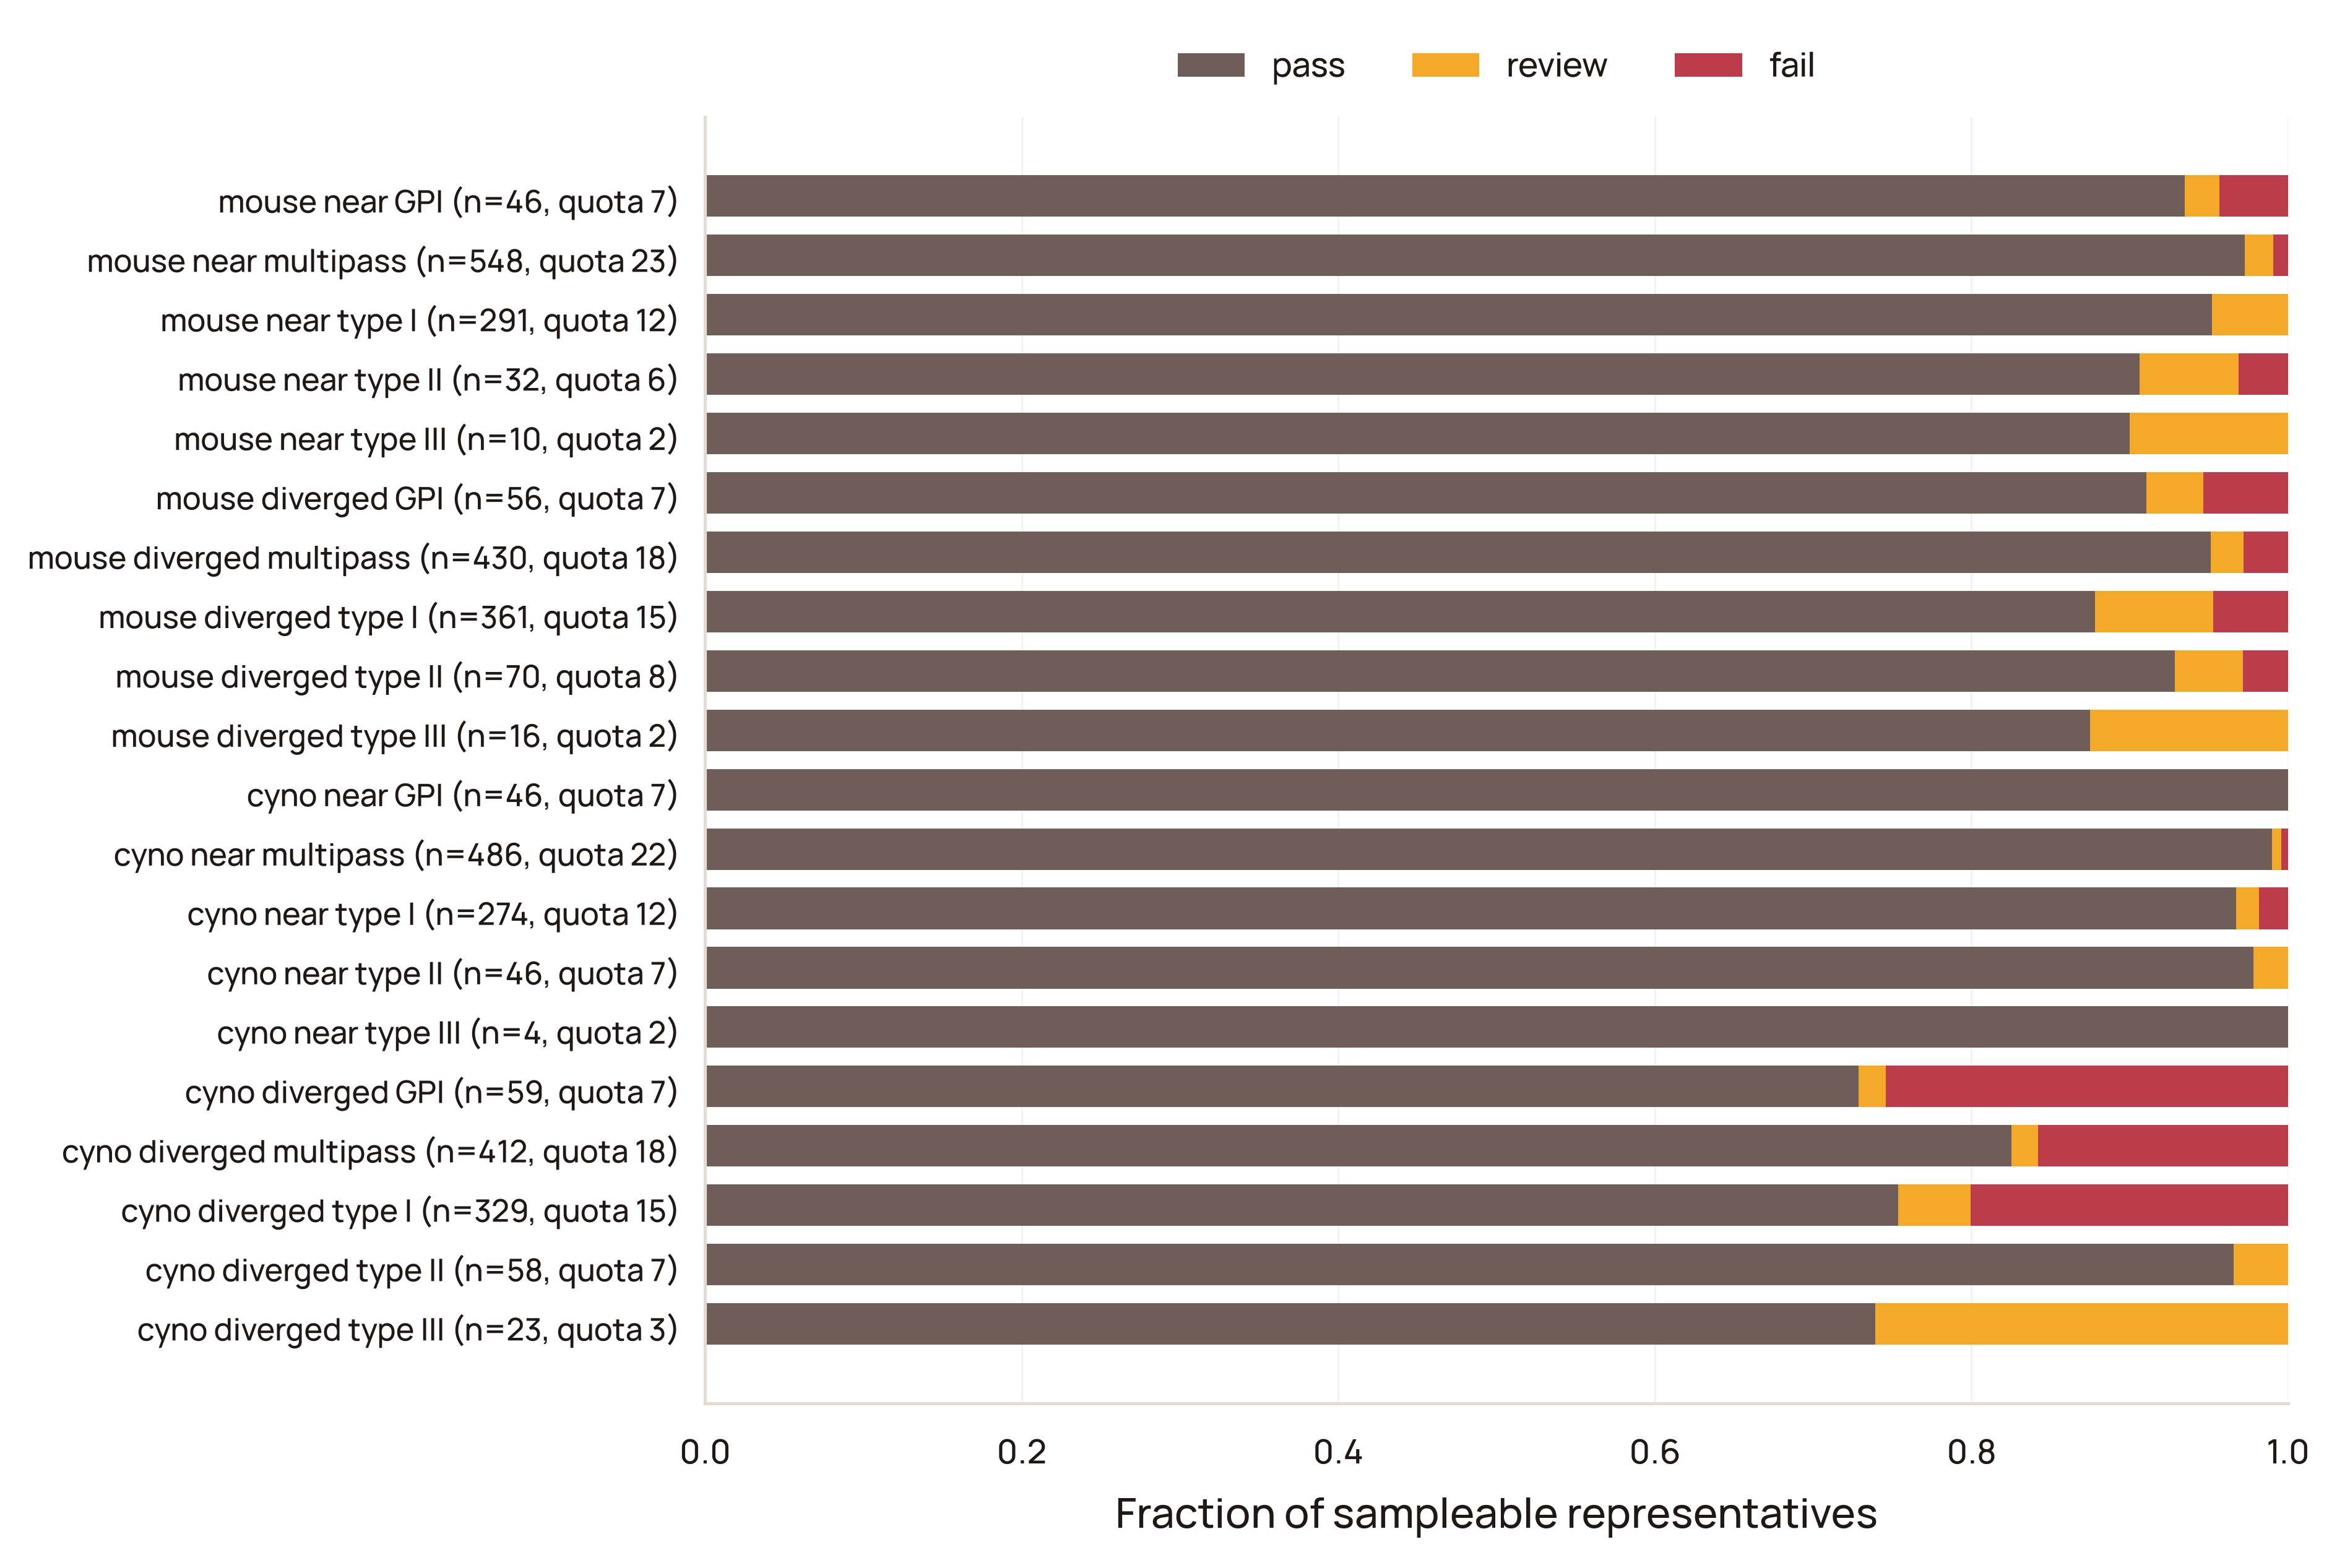 pass review fail
mouse near GPI (n=46, quota 7)
mouse near multipass (n=548, quota 23)
mouse near type I (n=291, quota 12)
mouse near type II (n=32, quota 6)
mouse near type III (n=10, quota 2)
mouse diverged GPI (n=56, quota 7)
mouse diverged multipass (n=430, quota 18)
mouse diverged type I (n=361, quota 15)
mouse diverged type II (n=70, quota 8)
mouse diverged type III (n=16, quota 2)
cyno near GPI (n=46, quota 7)
cyno near multipass (n=486, quota 22)
cyno near type I (n=274, quota 12)
cyno near type II (n=46, quota 7)
cyno near type III (n=4, quota 2)
cyno diverged GPI (n=59, quota 7)
cyno diverged multipass (n=412, quota 18)
cyno diverged type I (n=329, quota 15)
cyno diverged type II (n=58, quota 7)
cyno diverged type III (n=23, quota 3)
0.0 0.2 0.4 0.6 0.8 1.0
Fraction of sampleable representatives